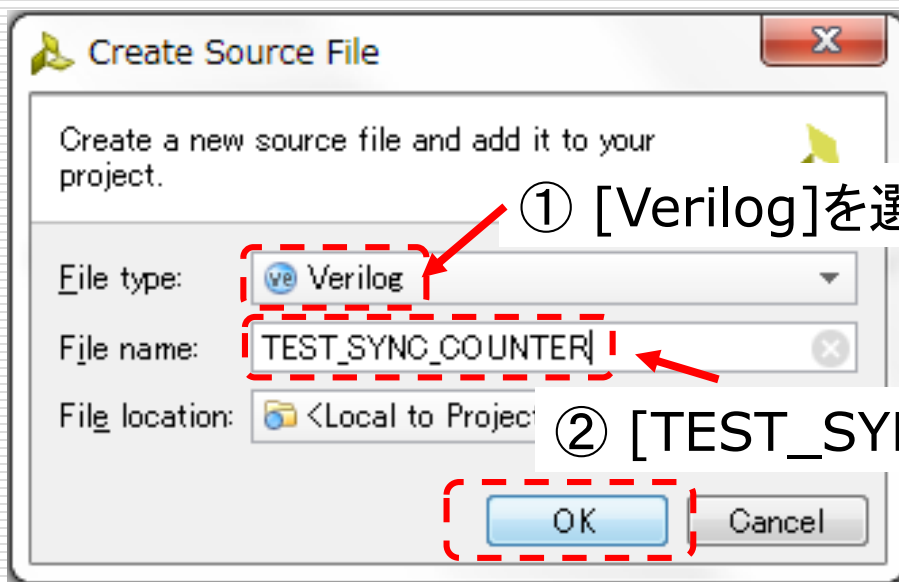 Create Source File
Create a new source file and add it to your
project.
① [Verilog]を選
File type: Verilog
File name: TEST_SYNC_COUNTER
File location: <Local to Project
② [TEST_SY
OK Cancel